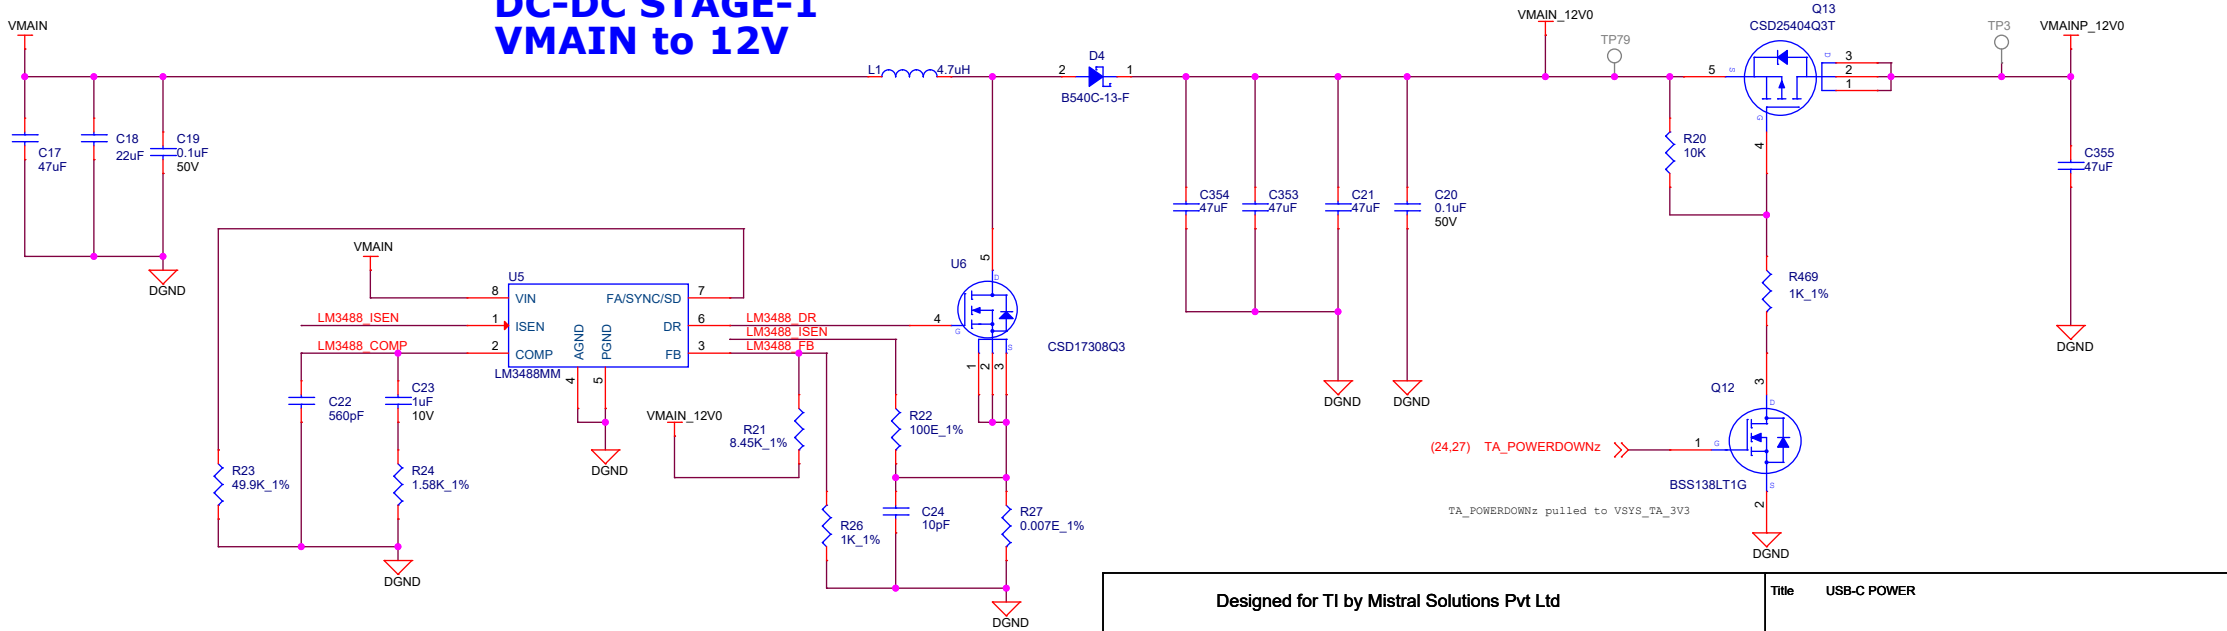 DC-DC STAGE-1
VMAIN to 12V
VMAIN
C17
47uF
C18
22uF
C19
0.1uF
50V
DGND
L1
4.7uH
2
D4
1
B540C-13-F
VMAIN
U5
8
VIN
FA/SYNC/SD
7
LM3488_ISEN
1
ISEN
DR
6
LM3488_DR
LM3488_ISEN
LM3488_COMP
2
COMP
FB
3
LM3488_FB
AGND
PGND
LM3488MM
4
5
DGND
C22
560pF
C23
1uF
10V
R23
49.9K_1%
R24
1.58K_1%
DGND
VMAIN_12V0
R21
8.45K_1%
R22
100E_1%
R26
1K_1%
C24
10pF
R27
0.007E_1%
DGND
U6
5
D
4
G
S
CSD17308Q3
1
2
3
C354
47uF
C353
47uF
C21
47uF
C20
0.1uF
50V
DGND
DGND
VMAIN_12V0
TP79
Q13
CSD25404Q3T
5
S
D
3
2
1
G
4
TP3
VMAINP_12V0
R20
10K
R469
1K_1%
C355
47uF
DGND
Q12
3
D
(24,27)
TA_POWERDOWNz
1
G
S
BSS138LT1G
2
TA_POWERDOWNz pulled to VSYS_TA_3V3
DGND
Designed for TI by Mistral Solutions Pvt Ltd
Title
USB-C POWER